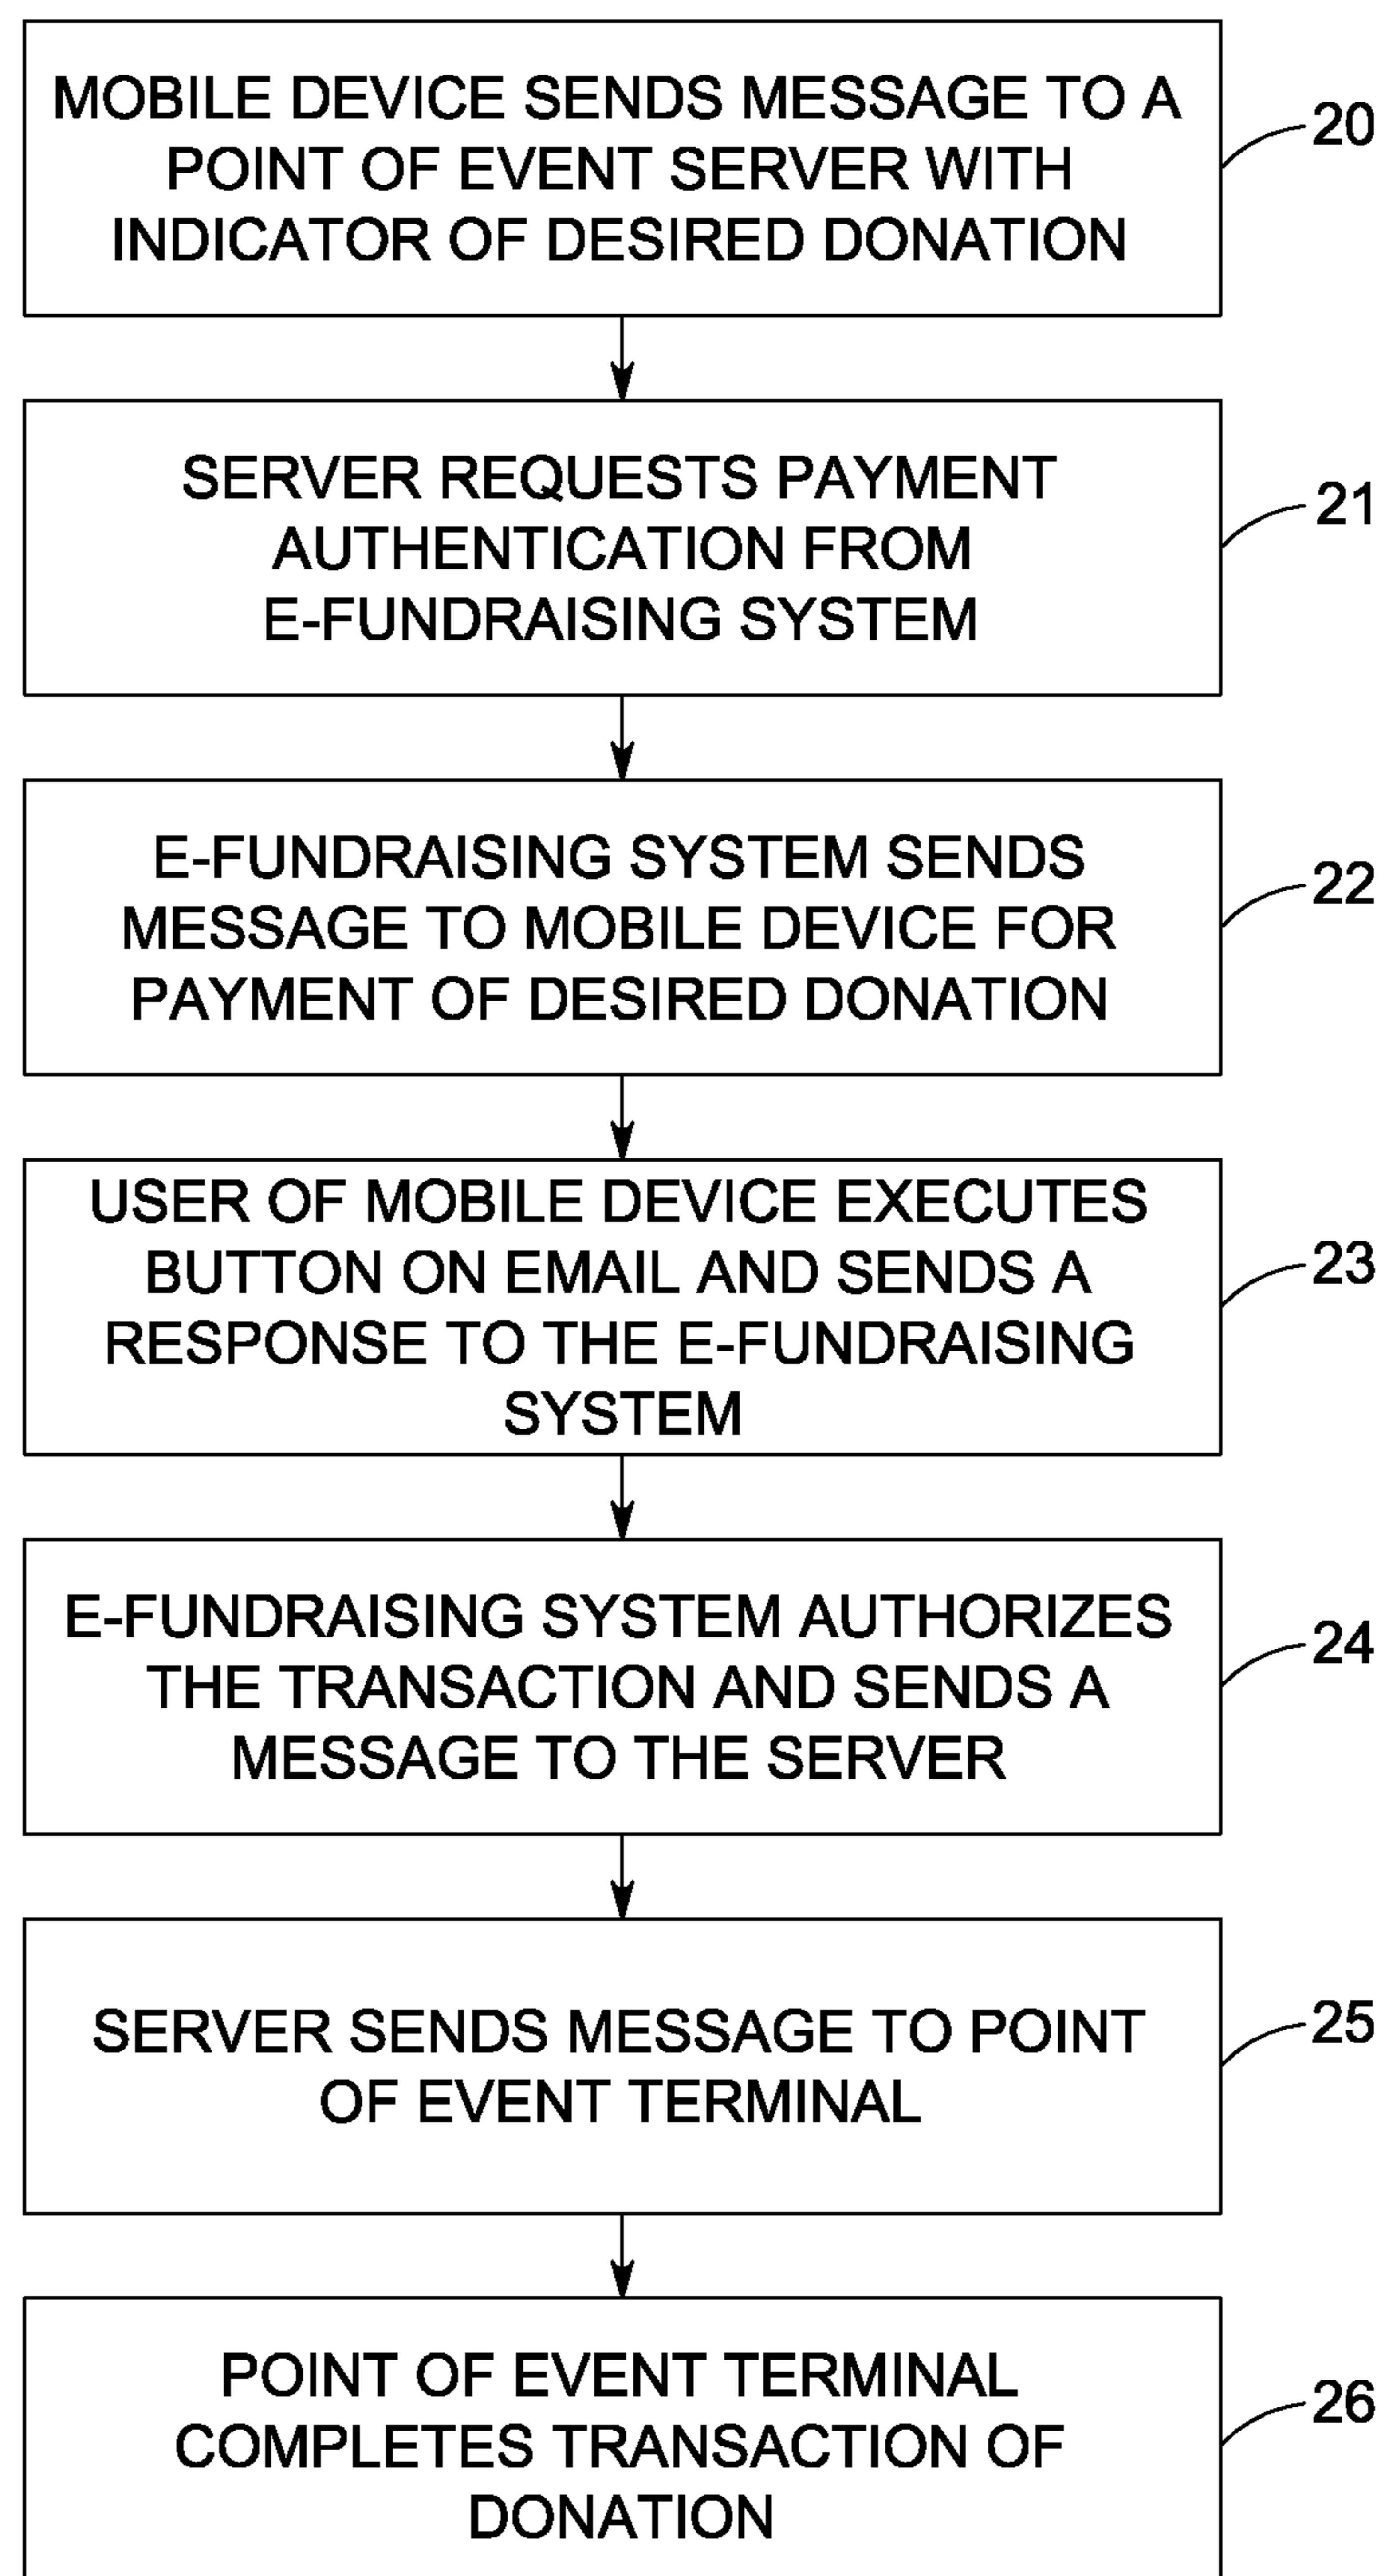 MOBILE DEVICE SENDS MESSAGE TO A
POINT OF EVENT SERVER WITH
INDICATOR OF DESIRED DONATION
20
SERVER REQUESTS PAYMENT
AUTHENTICATION FROM
E-FUNDRAISING SYSTEM
21
E-FUNDRAISING SYSTEM SENDS
MESSAGE TO MOBILE DEVICE FOR
PAYMENT OF DESIRED DONATION
22
USER OF MOBILE DEVICE EXECUTES
BUTTON ON EMAIL AND SENDS A
RESPONSE TO THE E-FUNDRAISING
SYSTEM
23
E-FUNDRAISING SYSTEM AUTHORIZES
THE TRANSACTION AND SENDS A
MESSAGE TO THE SERVER
24
SERVER SENDS MESSAGE TO POINT
OF EVENT TERMINAL
25
POINT OF EVENT TERMINAL
COMPLETES TRANSACTION OF
DONATION
26